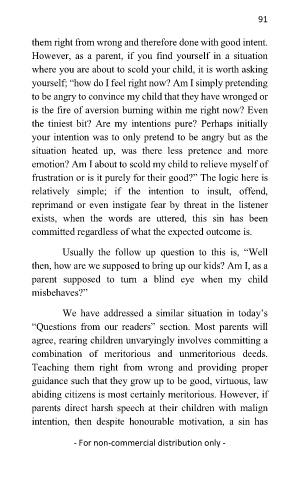 91
them right from wrong and therefore done with good intent.
However, as a parent, if you find yourself in a situation
where you are about to scold your child, it is worth asking
yourself; “how do I feel right now? Am I simply pretending
to be angry to convince my child that they have wronged or
is the fire of aversion burning within me right now? Even
the tiniest bit? Are my intentions pure? Perhaps initially
your intention was to only pretend to be angry but as the
situation heated up, was there less pretence and more
emotion? Am I about to scold my child to relieve myself of
frustration or is it purely for their good?” The logic here is
relatively simple; if the intention to insult, offend,
reprimand or even instigate fear by threat in the listener
exists, when the words are uttered, this sin has been
committed regardless of what the expected outcome is.
Usually the follow up question to this is, “Well
then, how are we supposed to bring up our kids? Am I, as a
parent supposed to turn a blind eye when my child
misbehaves?”
We have addressed a similar situation in today’s
“Questions from our readers” section. Most parents will
agree, rearing children unvaryingly involves committing a
combination of meritorious and unmeritorious deeds.
Teaching them right from wrong and providing proper
guidance such that they grow up to be good, virtuous, law
abiding citizens is most certainly meritorious. However, if
parents direct harsh speech at their children with malign
intention, then despite honourable motivation, a sin has
- For non-commercial distribution only -